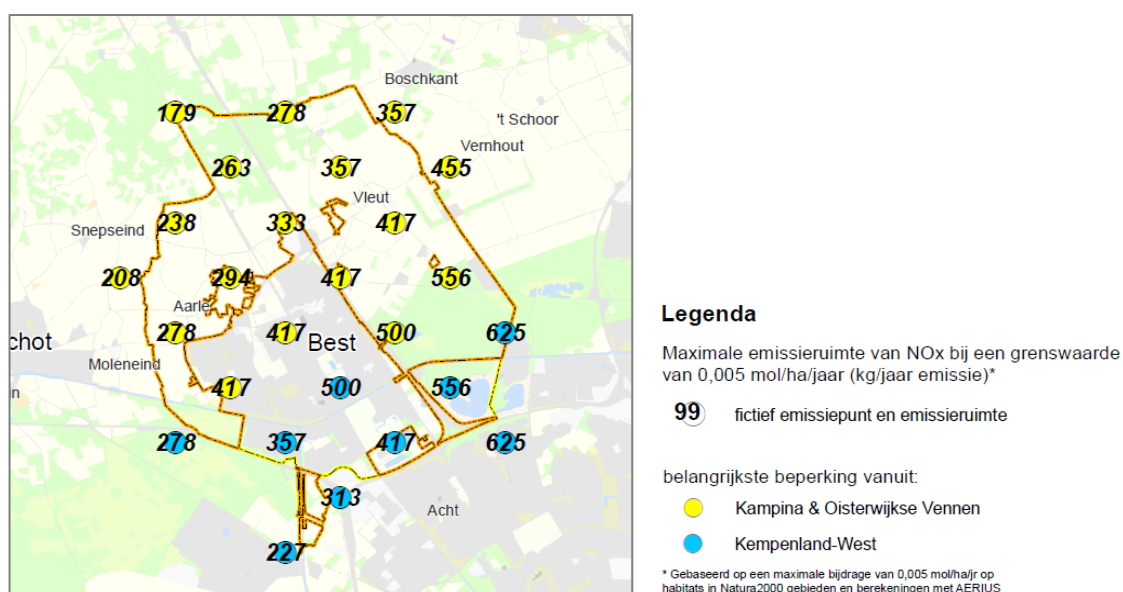 Boschkant
179
278
357
't Schoor
Vernhout
263
357
455
Vleut
Snepseind
238
333
417
208
294
417
556
Aarle
chot
278
417
Best
500
625
Moleneind
n
417
500
556
278
357
417
625
313
Acht
227
Legenda
Maximale emissieruimte van NOx bij een grenswaarde
van 0,005 mol/ha/jaar (kg/jaar emissie)*
99 fictief emissiepunt en emissieruimte
belangrijkste beperking vanuit:
Kampina & Oisterwijkse Vennen
Kempenland-West
* Gebaseerd op een maximale bijdrage van 0,005 mol/ha/jr op
habitats in Natura2000 gebieden en berekeningen met AERIUS